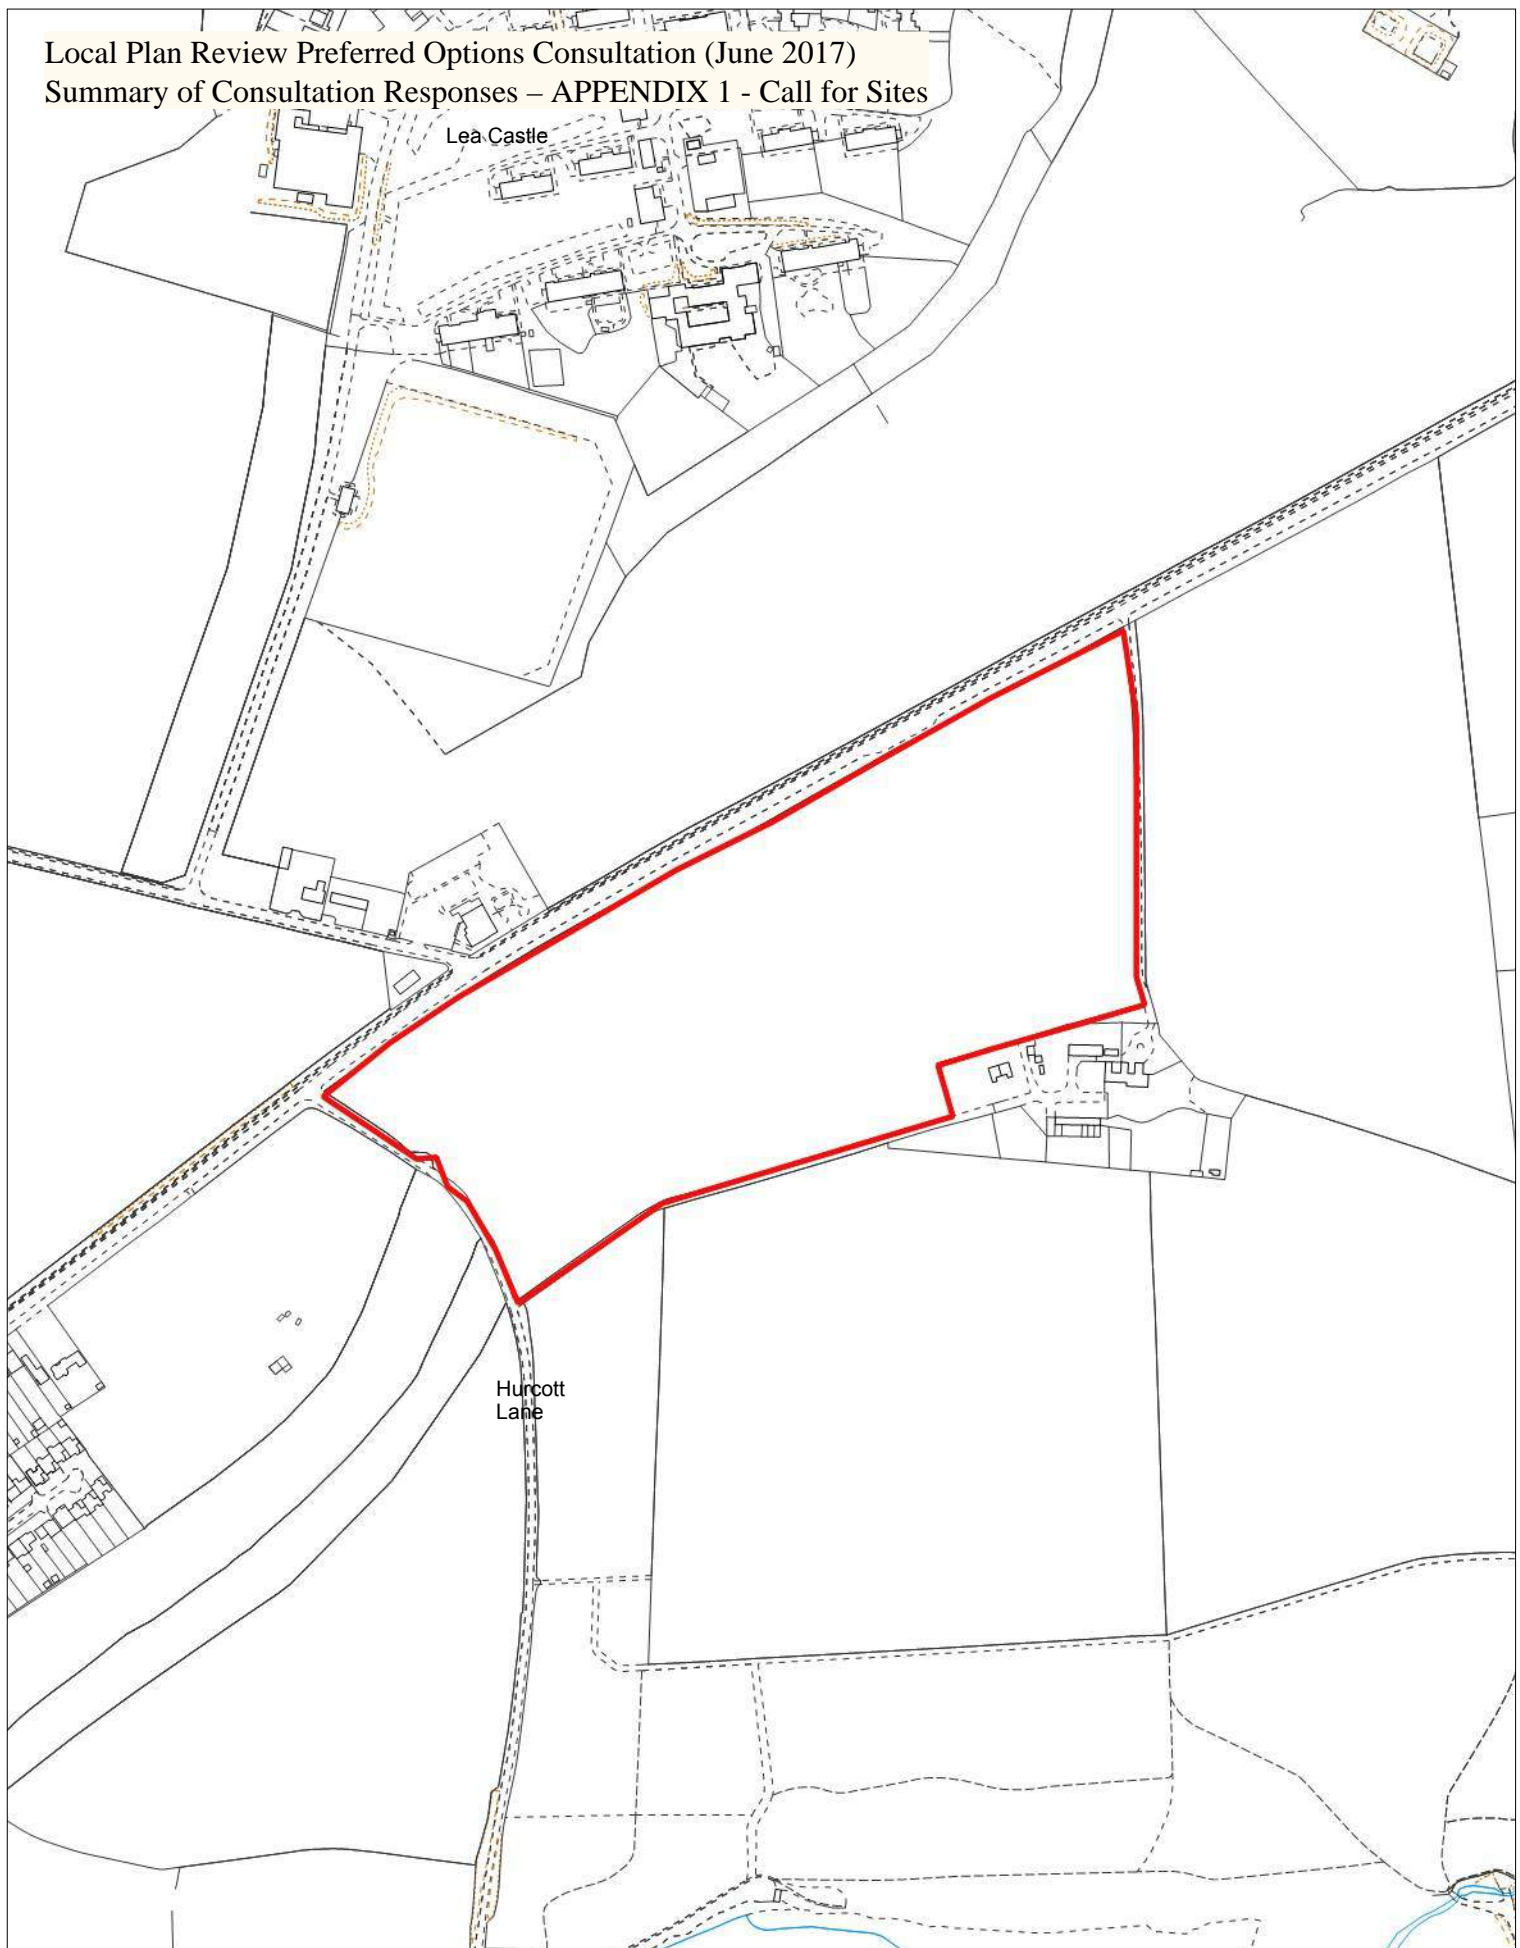 Local Plan Review Preferred Options Consultation (June 2017)
Summary of Consultation Responses – APPENDIX 1 - Call for Sites
Lea Castle
Hurcott
Lane